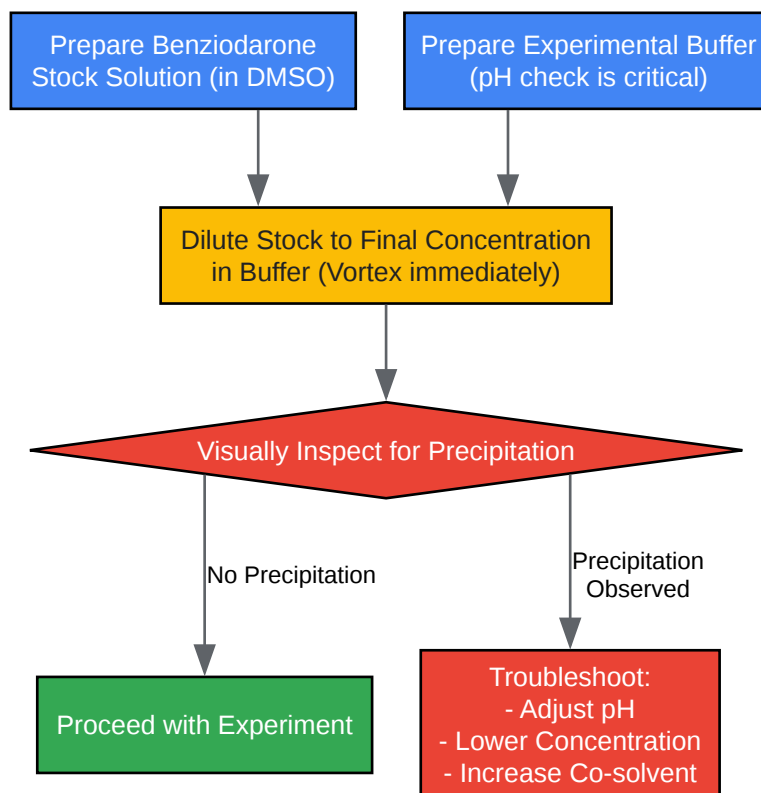 Prepare Benziodarone
Stock Solution (in DMSO)
Prepare Experimental Buffer
(pH check is critical)
Dilute Stock to Final Concentration
in Buffer (Vortex immediately)
Visually Inspect for Precipitation
No Precipitation
Precipitation
Observed
Proceed with Experiment
Troubleshoot:
- Adjust pH
- Lower Concentration
- Increase Co-solvent